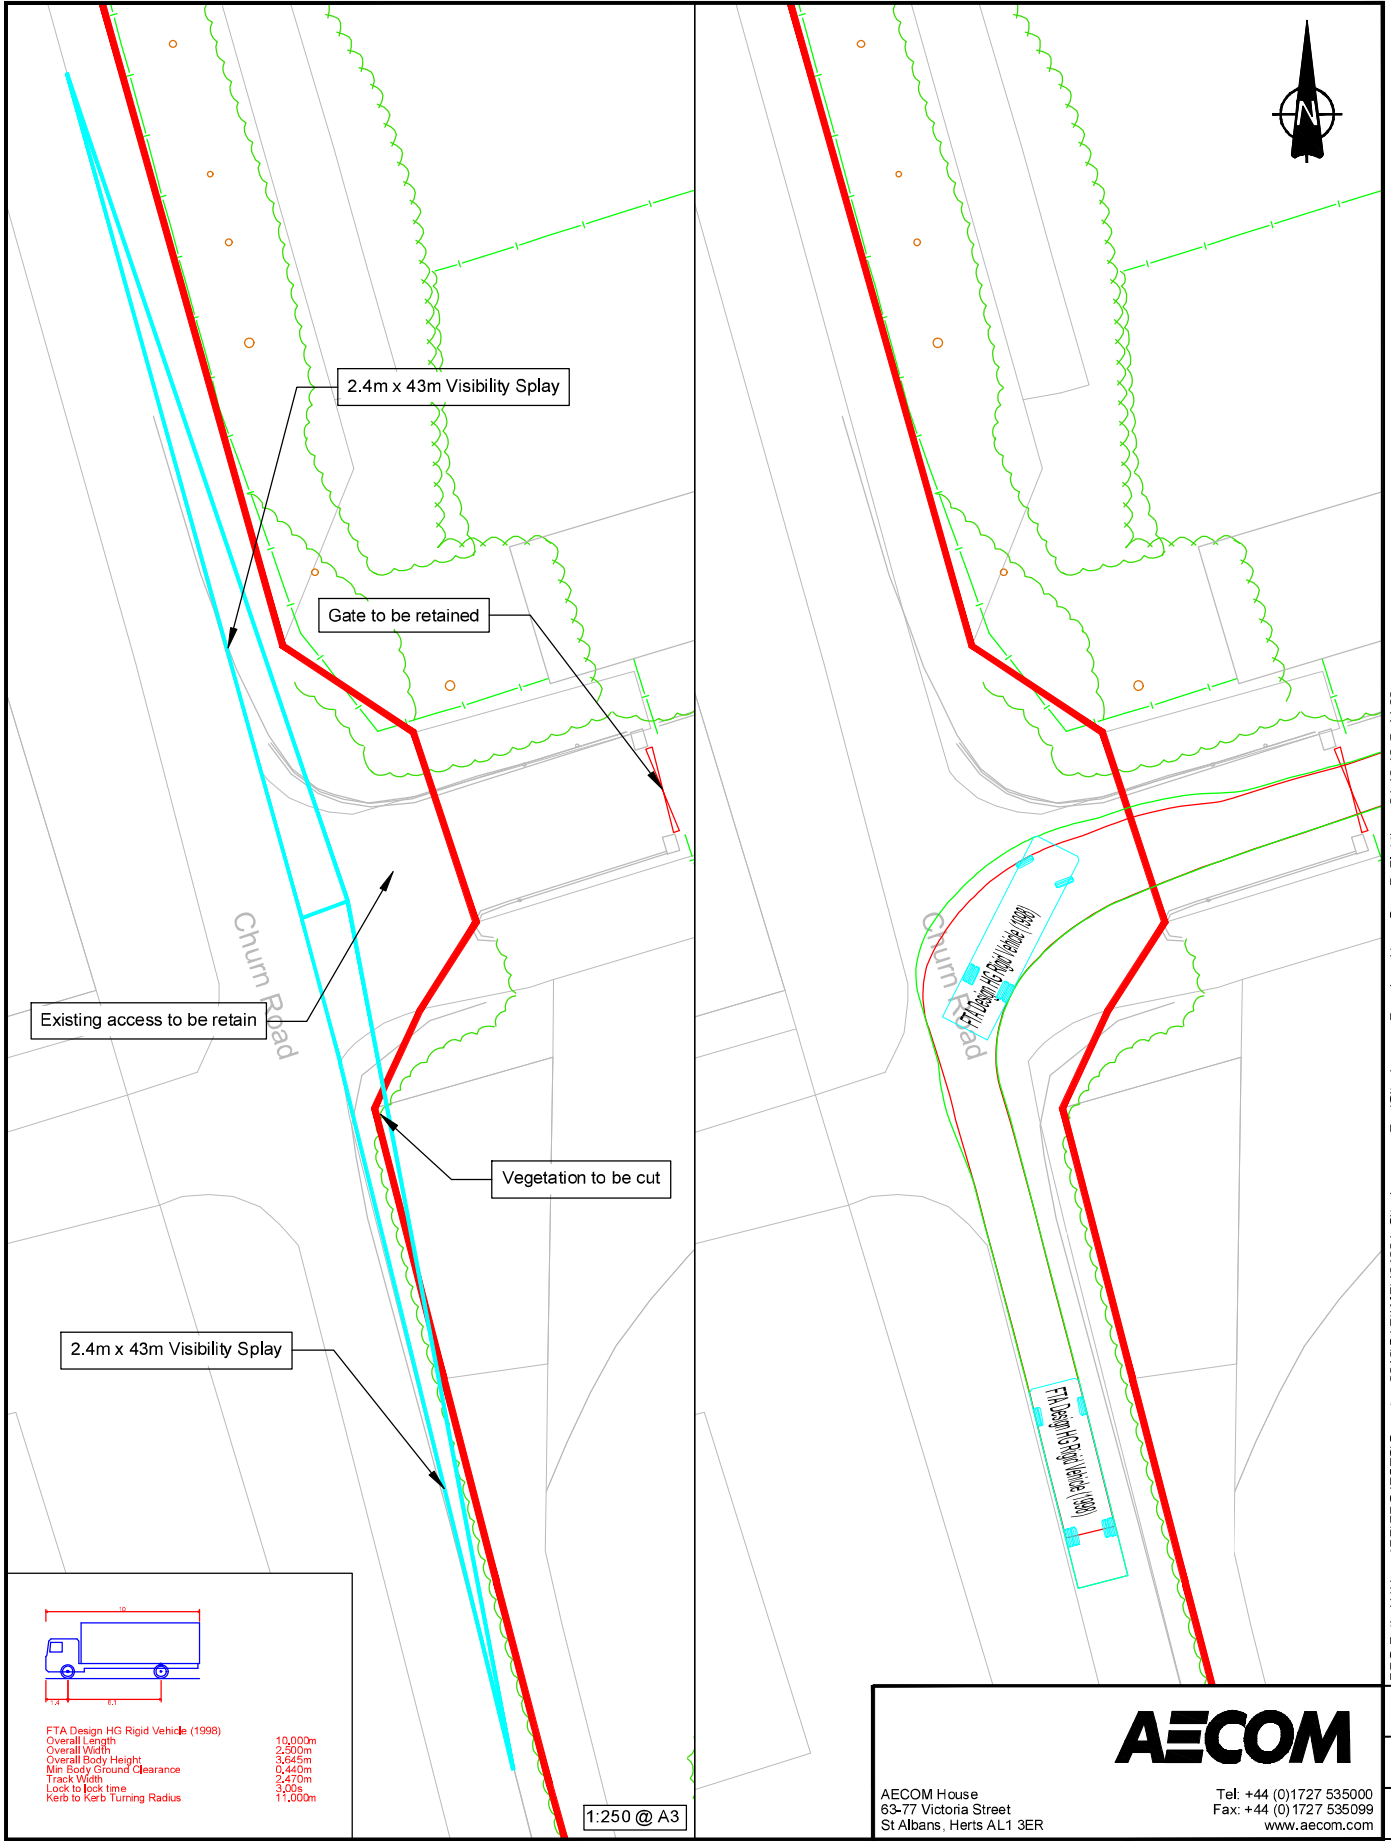 N
2.4m x 43m Visibility Splay
Gate to be retained
Churn Road
Existing access to be retain
Vegetation to be cut
2.4m x 43m Visibility Splay
10
1.4
6.1
FTA Design HG Rigid Vehicle (1998)
Overall Length 10.000m
Overall Width 2.500m
Overall Body Height 3.645m
Min Body Ground Clearance 0.440m
Track Width 2.470m
Lock to lock time 3.00s
Kerb to Kerb Turning Radius 11.000m
1:250 @ A3
Churn Road
FTA Design HG Rigid Vehicle (1998)
FTA Design HG Rigid Vehicle (1998)
AECOM
AECOM House
63-77 Victoria Street
St Albans, Herts AL1 3ER
Tel: +44 (0)1727 535000
Fax: +44 (0)1727 535099
www.aecom.com